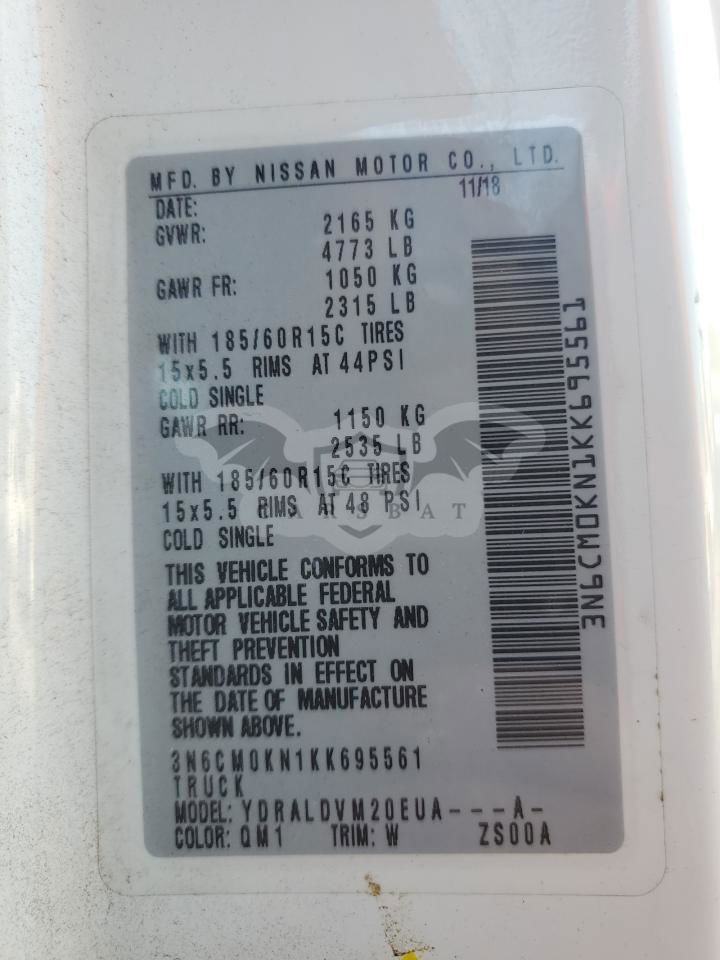 MFD. BY NISSAN MOTOR CO., LTD.
DATE: 11/18
GVWR: 2165 KG
4773 LB
GAWR FR: 1050 KG
2315 LB
WITH 185/60R15C TIRES
15x5.5 RIMS AT 44PSI
COLD SINGLE
GAWR RR: 1150 KG
2535 LB
WITH 185/60R15C TIRES
15x5.5 RIMS AT 48 PSI
COLD SINGLE
THIS VEHICLE CONFORMS TO
ALL APPLICABLE FEDERAL
MOTOR VEHICLE SAFETY AND
THEFT PREVENTION
STANDARDS IN EFFECT ON
THE DATE OF MANUFACTURE
SHOWN ABOVE.
3N6CM0KN1KK695561
TRUCK
MODEL: YDRALDVM20EUA---A-
COLOR: QM1 TRIM: W ZS00A
3N6CM0KN1KK695561
CARSBAT